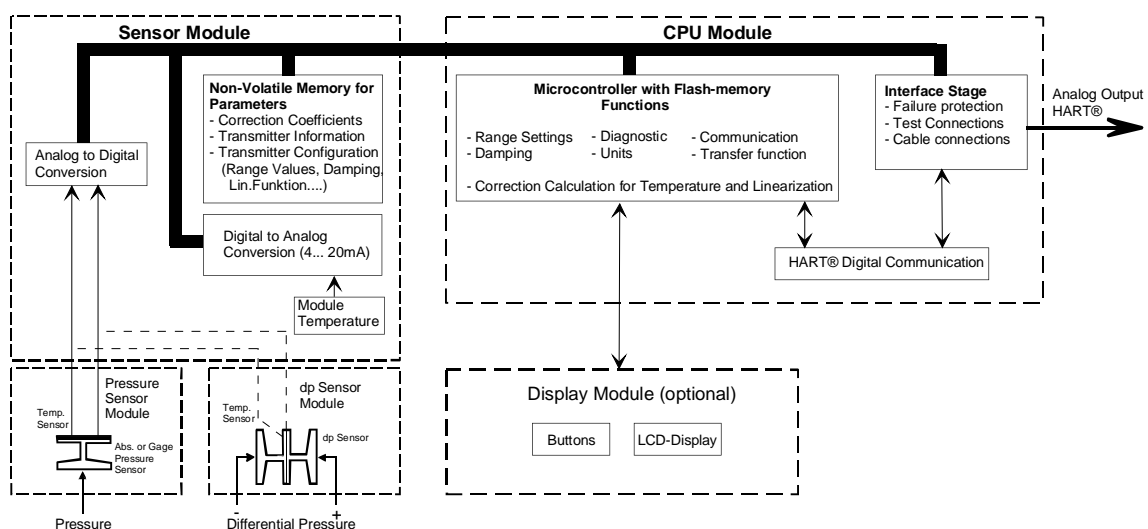 Sensor Module
CPU Module
Non-Volatile Memory for
Parameters
- Correction Coefficients
- Transmitter Information
- Transmitter Configuration
(Range Values, Damping,
Lin.Funktion....)
Analog to Digital
Conversion
Digital to Analog
Conversion (4... 20mA)
Module
Temperature
Microcontroller with Flash-memory
Functions
- Range Settings
- Diagnostic
- Communication
- Damping
- Units
- Transfer function
- Correction Calculation for Temperature and Linearization
Interface Stage
- Failure protection
- Test Connections
- Cable connections
Analog Output
HART®
HART® Digital Communication
Pressure
Sensor
Module
Temp.
Sensor
Abs. or Gage
Pressure
Sensor
Pressure
dp Sensor
Module
Temp.
Sensor
dp Sensor
-
+
Differential Pressure
Display Module (optional)
Buttons
LCD-Display